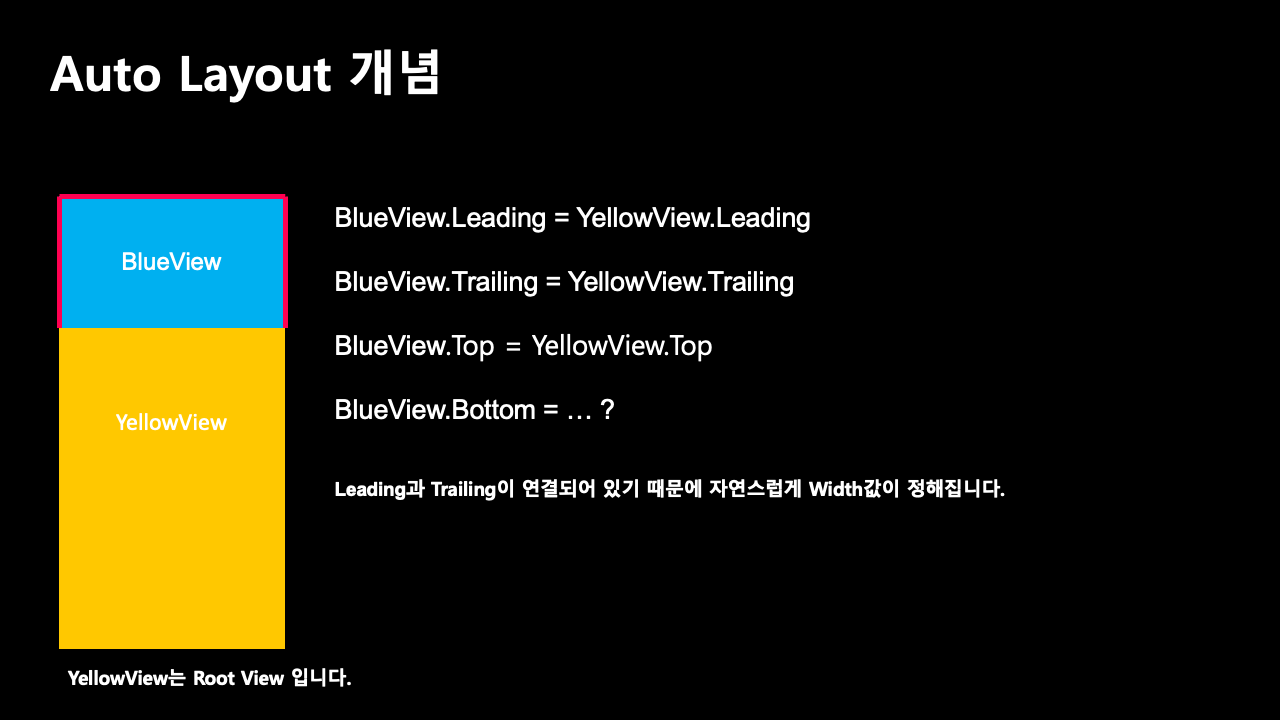 Auto Layout 개념
BlueView
YellowView
BlueView.Leading = YellowView.Leading
BlueView.Trailing = YellowView.Trailing
BlueView.Top = YellowView.Top
BlueView.Bottom = … ?
Leading과 Trailing이 연결되어 있기 때문에 자연스럽게 Width값이 정해집니다.
YellowView는 Root View 입니다.